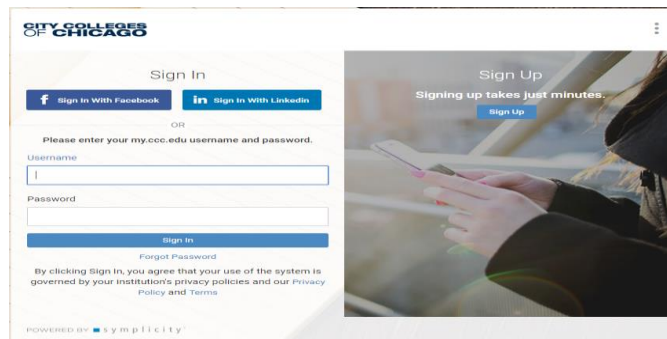 CITY COLLEGES
OF CHICAGO
Sign In
f Sign In With Facebook
in Sign In With Linkedin
OR
Please enter your my.ccc.edu username and password.
Username
Password
Sign In
Forgot Password
By clicking Sign In, you agree that your use of the system is
governed by your institution's privacy policies and our Privacy
Policy and Terms
POWERED BY symplicity
Sign Up
Signing up takes just minutes.
Sign Up